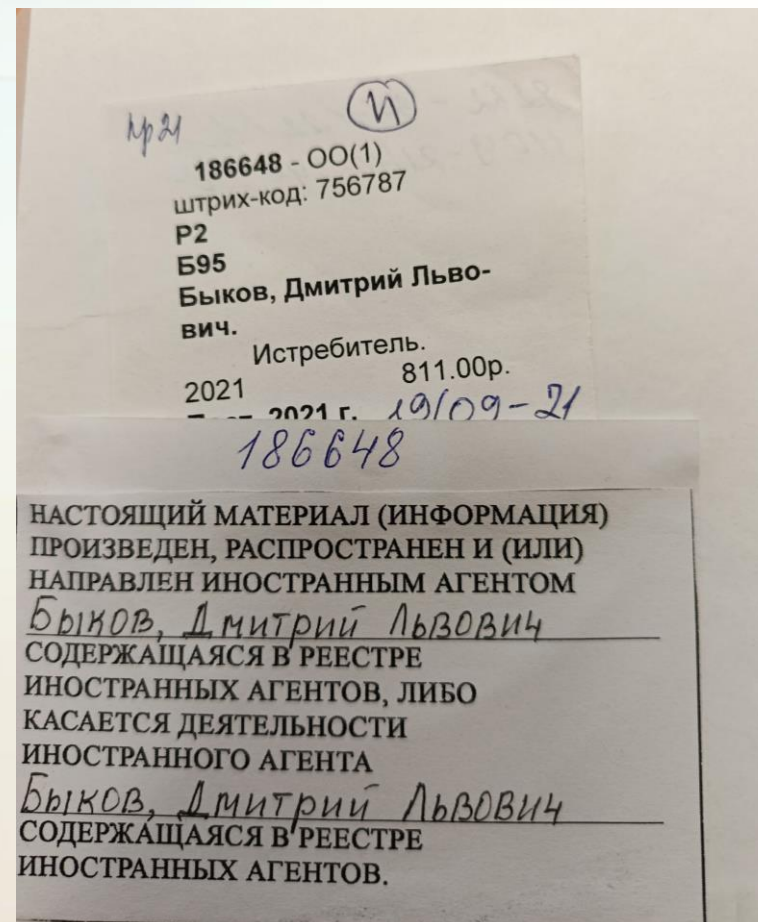 пр21 И
186648 - ОО(1)
штрих-код: 756787
Р2
Б95
Быков, Дмитрий Льво-
вич.
Истребитель.
2021 811.00р.
2021 г. 19/09-21
186648
НАСТОЯЩИЙ МАТЕРИАЛ (ИНФОРМАЦИЯ)
ПРОИЗВЕДЕН, РАСПРОСТРАНЕН И (ИЛИ)
НАПРАВЛЕН ИНОСТРАННЫМ АГЕНТОМ
Быков, Дмитрий Львович
СОДЕРЖАЩАЯСЯ В РЕЕСТРЕ
ИНОСТРАННЫХ АГЕНТОВ, ЛИБО
КАСАЕТСЯ ДЕЯТЕЛЬНОСТИ
ИНОСТРАННОГО АГЕНТА
Быков, Дмитрий Львович
СОДЕРЖАЩАЯСЯ В РЕЕСТРЕ
ИНОСТРАННЫХ АГЕНТОВ.